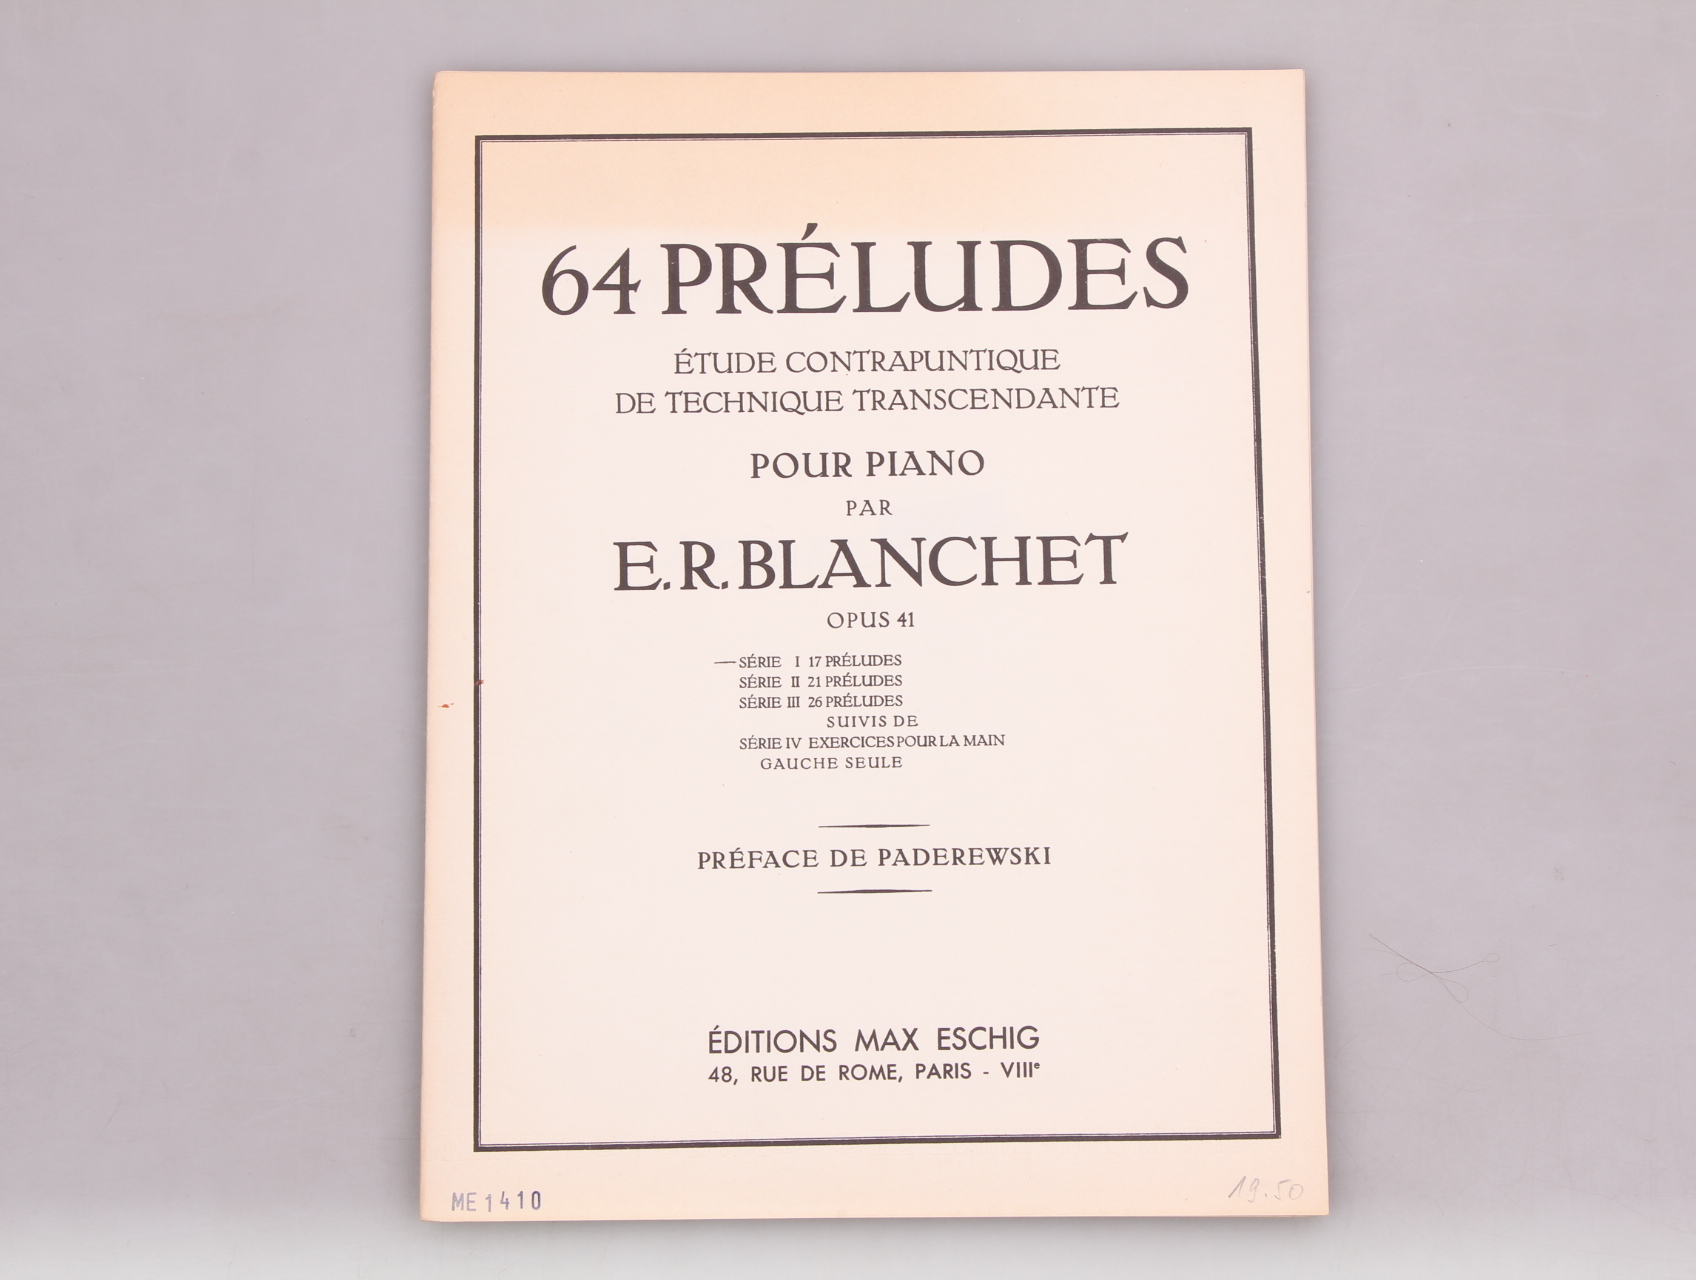 64 PRÉLUDES
ÉTUDE CONTRAPUNTIQUE
DE TECHNIQUE TRANSCENDANTE
POUR PIANO
PAR
E. R. BLANCHET
OPUS 41
— SÉRIE I 17 PRÉLUDES
SÉRIE II 21 PRÉLUDES
SÉRIE III 26 PRÉLUDES
SUIVIS DE
SÉRIE IV EXERCICES POUR LA MAIN
GAUCHE SEULE
PRÉFACE DE PADEREWSKI
ÉDITIONS MAX ESCHIG
48, RUE DE ROME, PARIS - VIIIe
ME 1410
19.50